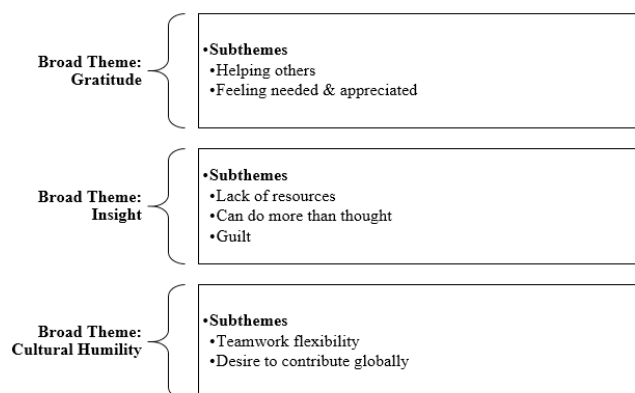 Broad Theme:
Gratitude
•Subthemes
•Helping others
•Feeling needed & appreciated
Broad Theme:
Insight
•Subthemes
•Lack of resources
•Can do more than thought
•Guilt
Broad Theme:
Cultural Humility
•Subthemes
•Teamwork flexibility
•Desire to contribute globally